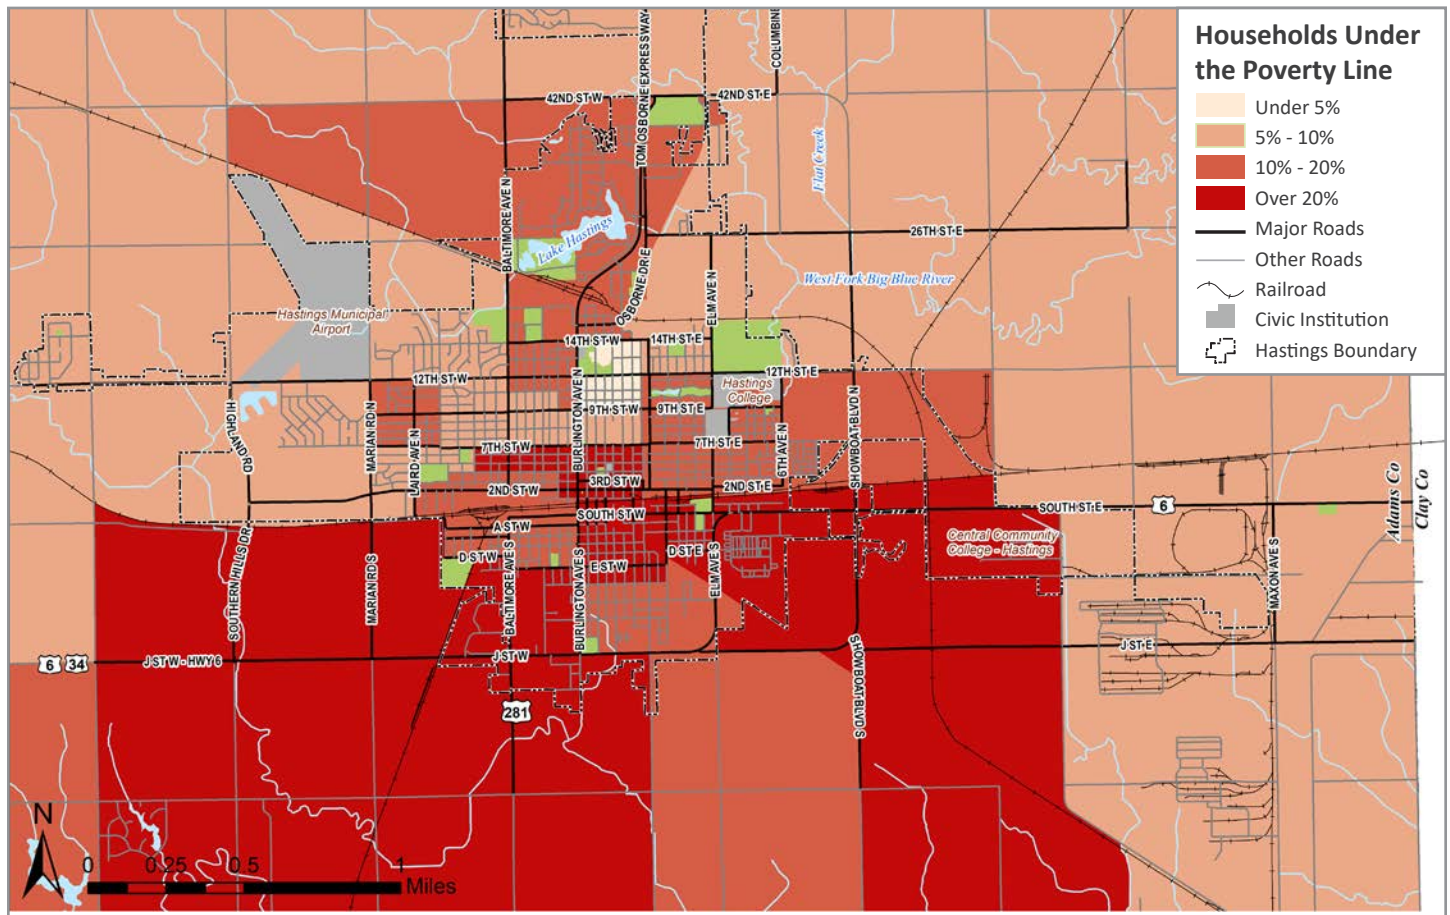 Households Under
the Poverty Line
Under 5%
5% - 10%
10% - 20%
Over 20%
Major Roads
Other Roads
Railroad
Civic Institution
Hastings Boundary
TOM OSBORNE EXPRESSWAY
COLUMBINE
42ND ST W
42ND ST E
Flat Creek
BALTIMORE AVE N
Lake Hastings
26TH ST E
OSBORNE DR E
ELM AVE N
West Fork Big Blue River
Hastings Municipal
Airport
14TH ST W
14TH ST E
12TH ST W
12TH ST E
Hastings
College
HIGHLAND RD
MARIAN RD N
LAIRD AVE N
BURLINGTON AVE N
9TH ST W
9TH ST E
6TH AVE N
SHOWBOAT BLVD N
7TH ST W
7TH ST E
3RD ST W
2ND ST W
2ND ST E
SOUTH ST W
SOUTH ST E
6
Adams Co
Clay Co
A ST W
D ST W
D ST E
E ST W
Central Community
College - Hastings
SOUTHERN HILLS DR
MARIAN RD S
BALTIMORE AVE S
BURLINGTON AVE S
ELM AVE S
MAXON AVE S
6
34
J ST W - HWY 6
J ST W
J ST E
SHOWBOAT BLVD S
281
N
0
0.25
0.5
1
Miles